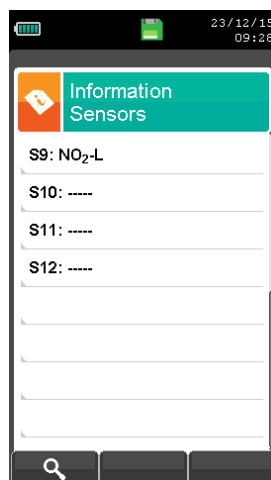 23/12/15
09:28
Information
Sensors
S9: NO₂-L
S10: -----
S11: -----
S12: -----